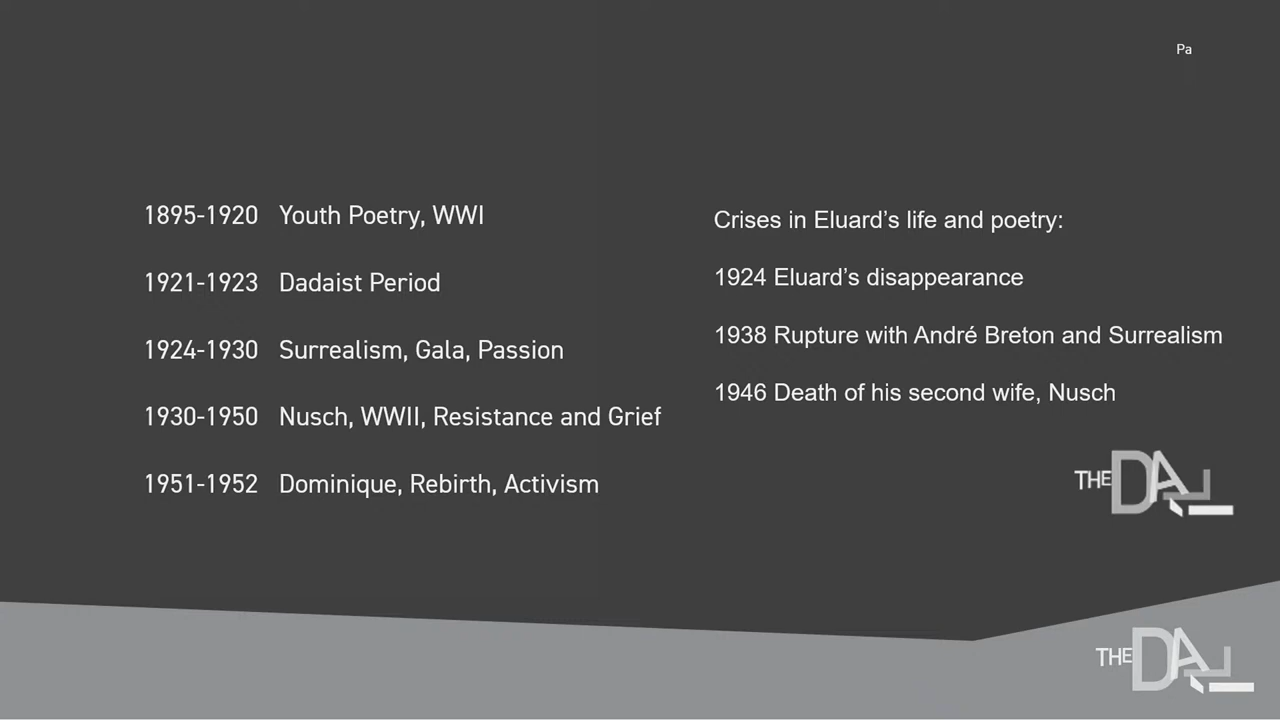 Pa
1895-1920 Youth Poetry, WWI
1921-1923 Dadaist Period
1924-1930 Surrealism, Gala, Passion
1930-1950 Nusch, WWII, Resistance and Grief
1951-1952 Dominique, Rebirth, Activism
Crises in Eluard’s life and poetry:
1924 Eluard’s disappearance
1938 Rupture with André Breton and Surrealism
1946 Death of his second wife, Nusch
THE DALI
THE DALI